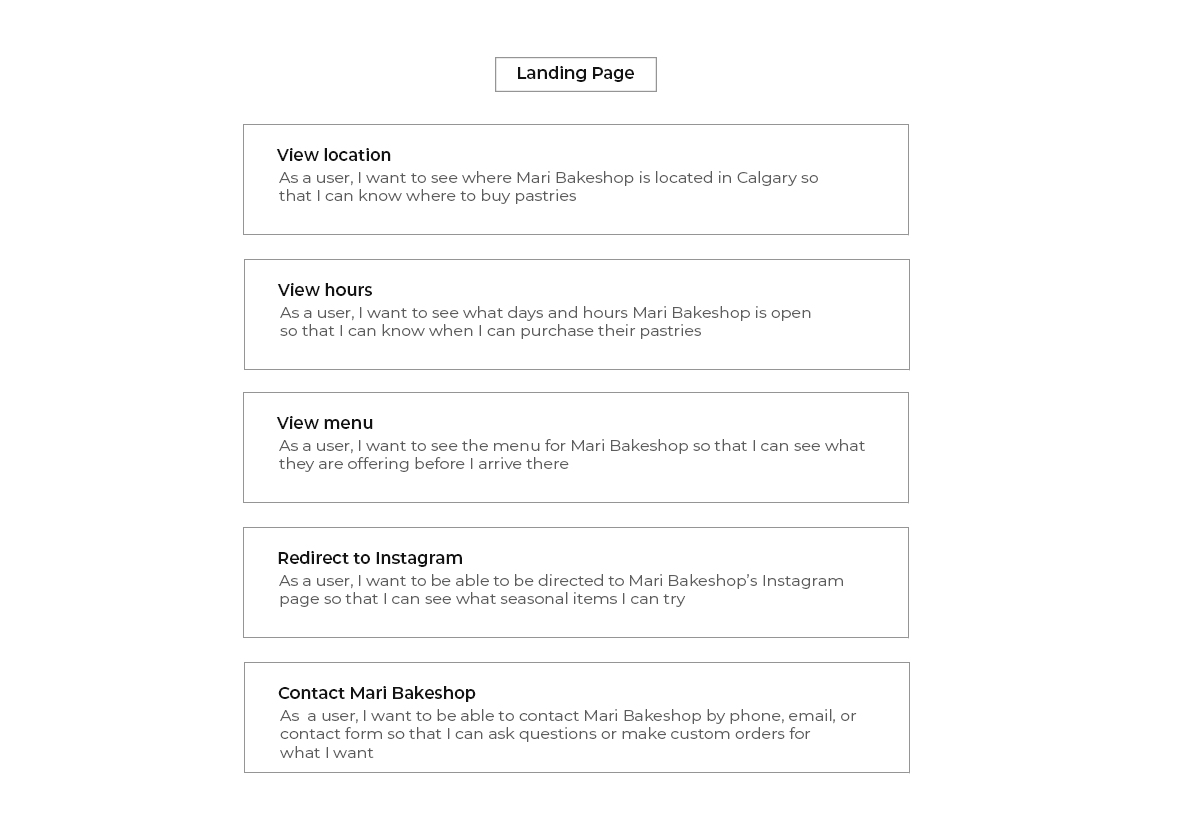 Landing Page
View location
As a user, I want to see where Mari Bakeshop is located in Calgary so
that I can know where to buy pastries
View hours
As a user, I want to see what days and hours Mari Bakeshop is open
so that I can know when I can purchase their pastries
View menu
As a user, I want to see the menu for Mari Bakeshop so that I can see what
they are offering before I arrive there
Redirect to Instagram
As a user, I want to be able to be directed to Mari Bakeshop’s Instagram
page so that I can see what seasonal items I can try
Contact Mari Bakeshop
As  a user, I want to be able to contact Mari Bakeshop by phone, email, or
contact form so that I can ask questions or make custom orders for
what I want